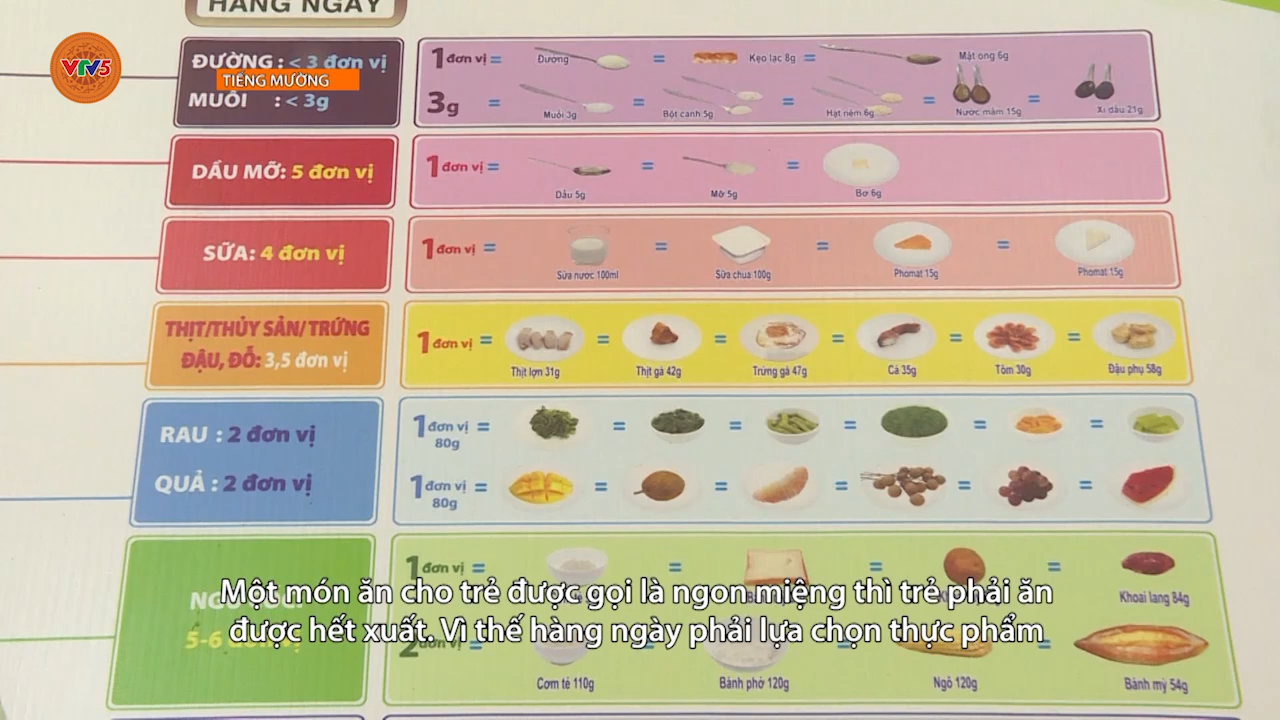 HÀNG NGÀY
VTV5
TIẾNG MƯỜNG
ĐƯỜNG : < 3 đơn vị
MUỐI : < 3g
1 đơn vị = Đường = Kẹo lạc 8g = Mật ong 6g
3g = Muối 3g = Bột canh 5g = Hạt nêm 6g = Nước mắm 15g = Xì dầu 21g
DẦU MỠ: 5 đơn vị
1 đơn vị = Dầu 5g = Mỡ 5g = Bơ 6g
SỮA: 4 đơn vị
1 đơn vị = Sữa nước 100ml = Sữa chua 100g = Phomat 15g = Phomat 15g
THỊT/THỦY SẢN/ TRỨNG
ĐẬU, ĐỖ: 3,5 đơn vị
1 đơn vị = Thịt lợn 31g = Thịt gà 42g = Trứng gà 47g = Cá 35g = Tôm 30g = Đậu phụ 58g
RAU : 2 đơn vị
QUẢ : 2 đơn vị
1 đơn vị =
80g
1 đơn vị =
80g
1 đơn vị =
Khoai lang 84g
5-6 đơn vị
2 đơn vị =
Cơm tẻ 110g
Bánh phở 120g
Ngô 120g
Bánh mỳ 54g
Một món ăn cho trẻ được gọi là ngon miệng thì trẻ phải ăn
được hết xuất. Vì thế hàng ngày phải lựa chọn thực phẩm